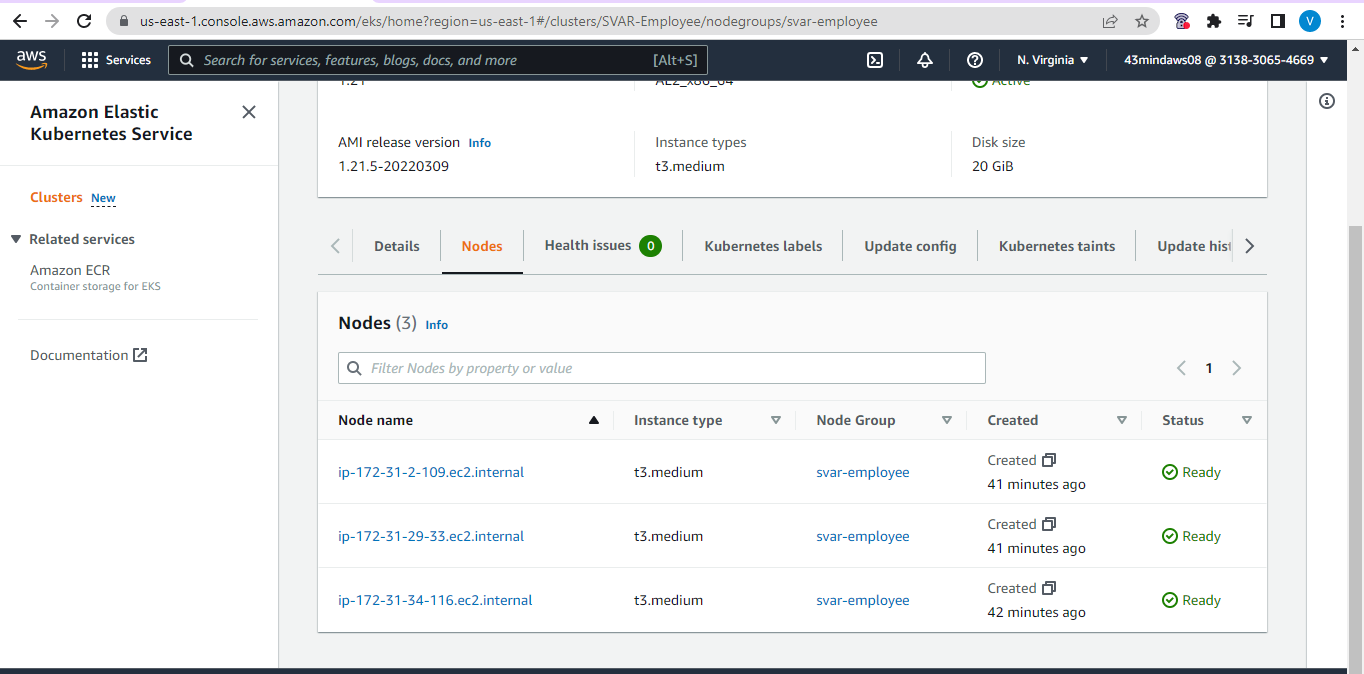 us-east-1.console.aws.amazon.com/eks/home?region=us-east-1#/clusters/SVAR-Employee/nodegroups/svar-employee
V
aws
Services
Search for services, features, blogs, docs, and more
[Alt+S]
N. Virginia
43mindaws08 @ 3138-3065-4669
Amazon Elastic
Kubernetes Service
Clusters New
Related services
Amazon ECR
Container storage for EKS
Documentation
1.21
AL2_x86_64
Active
AMI release version Info
1.21.5-20220309
Instance types
t3.medium
Disk size
20 GiB
Details
Nodes
Health issues 0
Kubernetes labels
Update config
Kubernetes taints
Update hist
Nodes (3) Info
Filter Nodes by property or value
1
Node name
Instance type
Node Group
Created
Status
ip-172-31-2-109.ec2.internal
t3.medium
svar-employee
Created
41 minutes ago
Ready
ip-172-31-29-33.ec2.internal
t3.medium
svar-employee
Created
41 minutes ago
Ready
ip-172-31-34-116.ec2.internal
t3.medium
svar-employee
Created
42 minutes ago
Ready